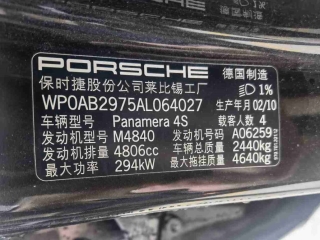 PORSCHE 德国制造
保时捷股份公司莱比锡工厂 1%
WP0AB2975AL064027 生产年月 02/10
车辆型号 Panamera 4S 载客人数 4
发动机型号 M4840 发动机号码 A06259
发动机排量 4806cc 车辆总质量 2440kg
最大功率 294kW 最大拖挂质量 4640kg